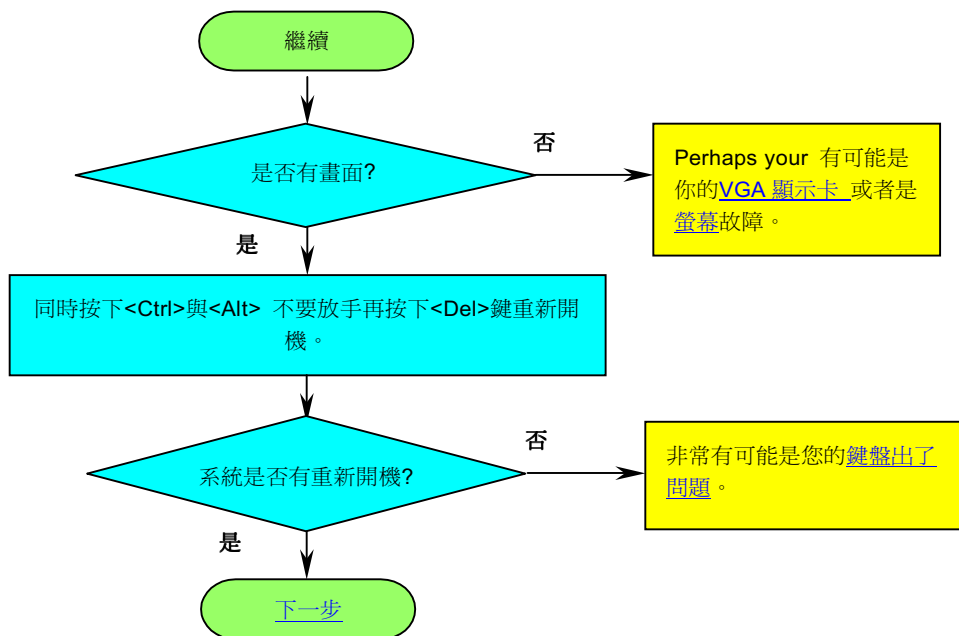 繼續
是否有畫面?
否
Perhaps your 有可能是
你的VGA 顯示卡 或者是
螢幕故障。
是
同時按下<Ctrl>與<Alt> 不要放手再按下<Del>鍵重新開
機。
系統是否有重新開機?
否
非常有可能是您的鍵盤出了
問題。
是
下一步